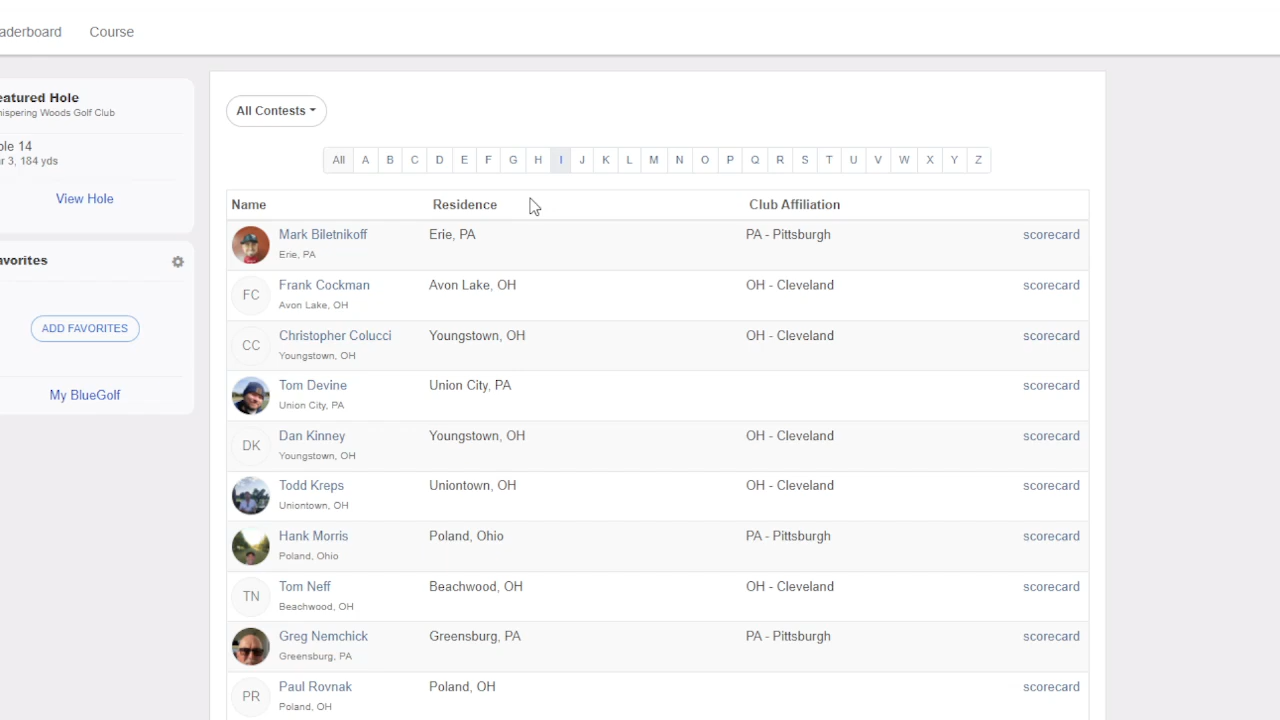 aderboard Course
eatured Hole
hispering Woods Golf Club
ole 14
r 3, 184 yds
View Hole
avorites
ADD FAVORITES
My BlueGolf
All Contests
All A B C D E F G H I J K L M N O P Q R S T U V W X Y Z
Name Residence Club Affiliation
Mark Biletnikoff Erie, PA PA - Pittsburgh scorecard
Erie, PA
FC Frank Cockman Avon Lake, OH OH - Cleveland scorecard
Avon Lake, OH
CC Christopher Colucci Youngstown, OH OH - Cleveland scorecard
Youngstown, OH
Tom Devine Union City, PA scorecard
Union City, PA
DK Dan Kinney Youngstown, OH OH - Cleveland scorecard
Youngstown, OH
Todd Kreps Uniontown, OH OH - Cleveland scorecard
Uniontown, OH
Hank Morris Poland, Ohio PA - Pittsburgh scorecard
Poland, Ohio
TN Tom Neff Beachwood, OH OH - Cleveland scorecard
Beachwood, OH
Greg Nemchick Greensburg, PA PA - Pittsburgh scorecard
Greensburg, PA
PR Paul Rovnak Poland, OH scorecard
Poland, OH